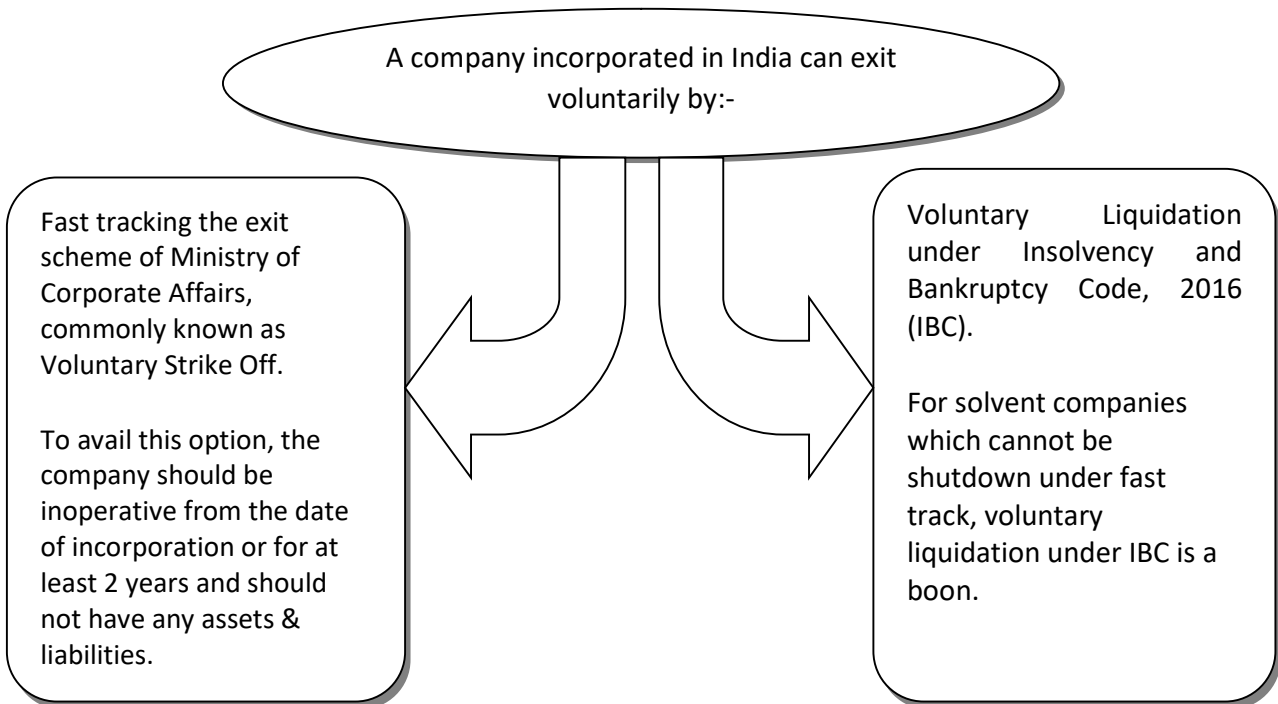 A company incorporated in India can exit
voluntarily by:-
Fast tracking the exit
scheme of Ministry of
Corporate Affairs,
commonly known as
Voluntary Strike Off.
To avail this option, the
company should be
inoperative from the date
of incorporation or for at
least 2 years and should
not have any assets &
liabilities.
Voluntary Liquidation
under Insolvency and
Bankruptcy Code, 2016
(IBC).
For solvent companies
which cannot be
shutdown under fast
track, voluntary
liquidation under IBC is a
boon.